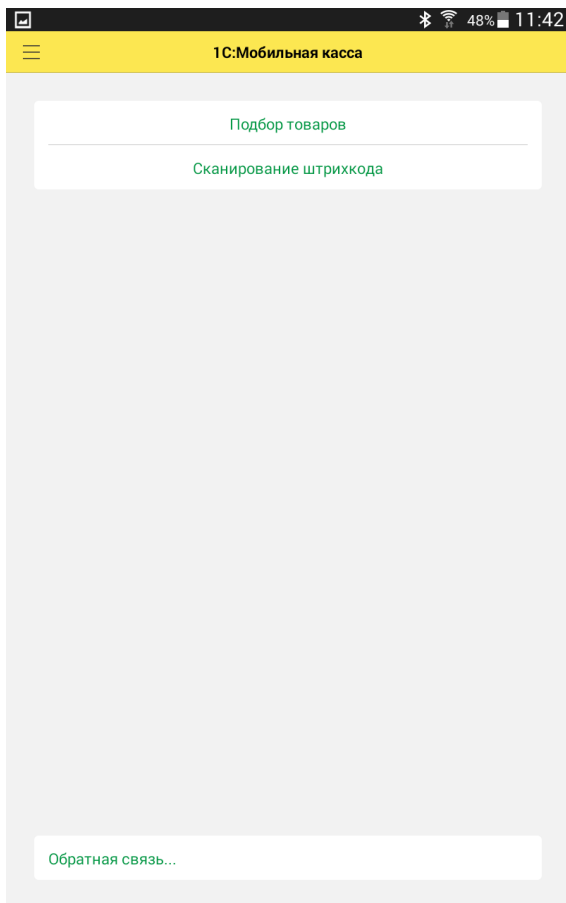 48% 11:42
1С:Мобильная касса
Подбор товаров
Сканирование штрихкода
Обратная связь...